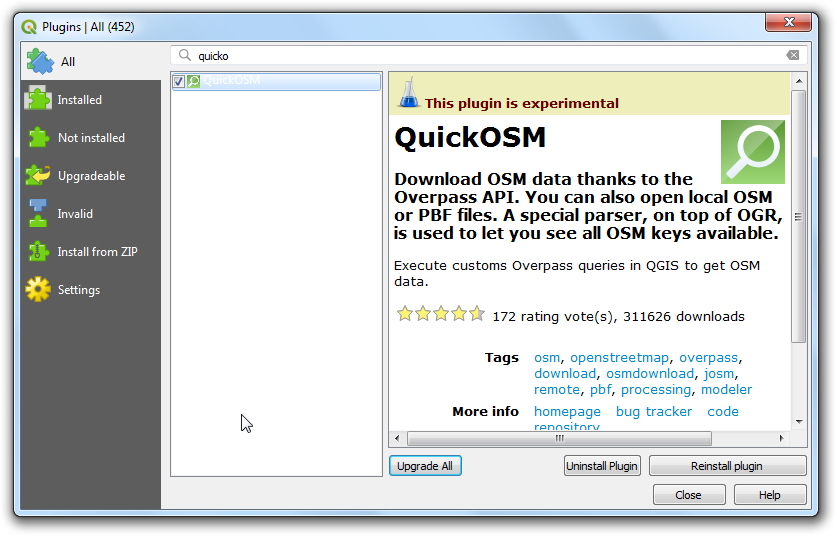 Plugins | All (452)
All
Installed
Not installed
Upgradeable
Invalid
Install from ZIP
Settings
quicko
QuickOSM
This plugin is experimental
QuickOSM
Download OSM data thanks to the
Overpass API. You can also open local OSM
or PBF files. A special parser, on top of OGR,
is used to let you see all OSM keys available.
Execute customs Overpass queries in QGIS to get OSM
data.
172 rating vote(s), 311626 downloads
Tags osm, openstreetmap, overpass,
download, osmdownload, josm,
remote, pbf, processing, modeler
More info homepage bug tracker code
repository
Upgrade All Uninstall Plugin Reinstall plugin
Close Help